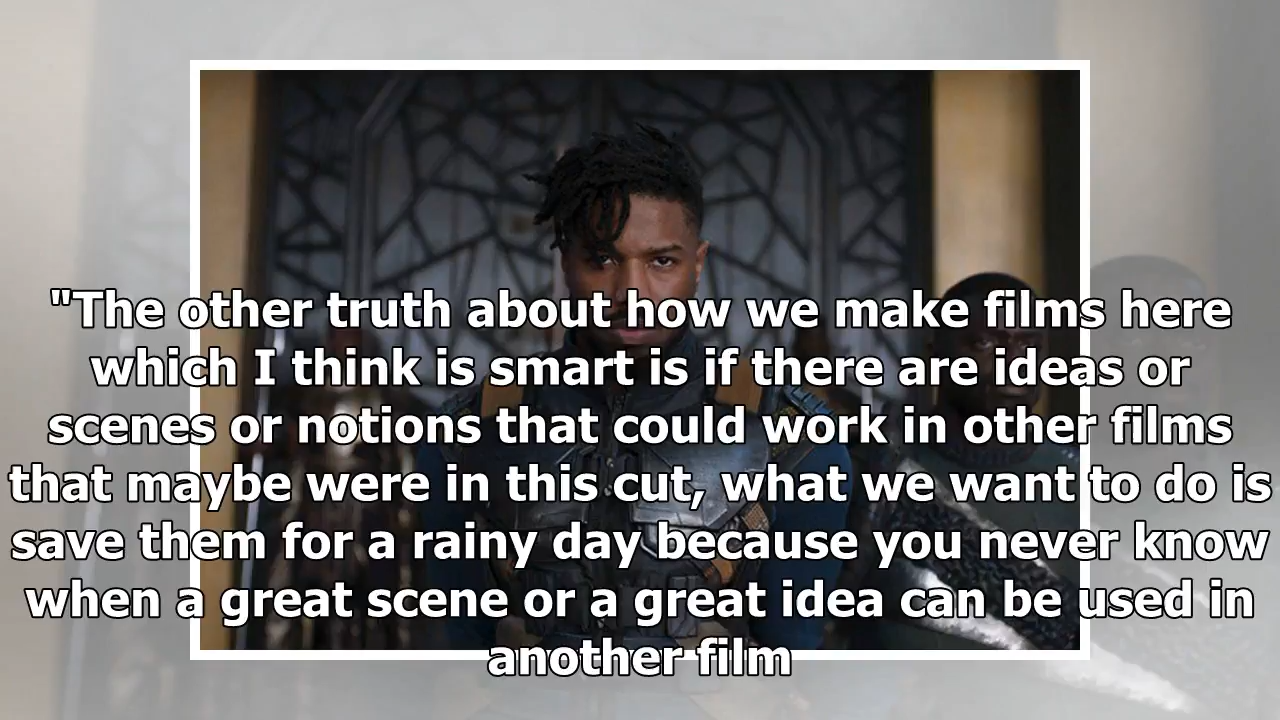 "The other truth about how we make films here
which I think is smart is if there are ideas or
scenes or notions that could work in other films
that maybe were in this cut, what we want to do is
save them for a rainy day because you never know
when a great scene or a great idea can be used in
another film